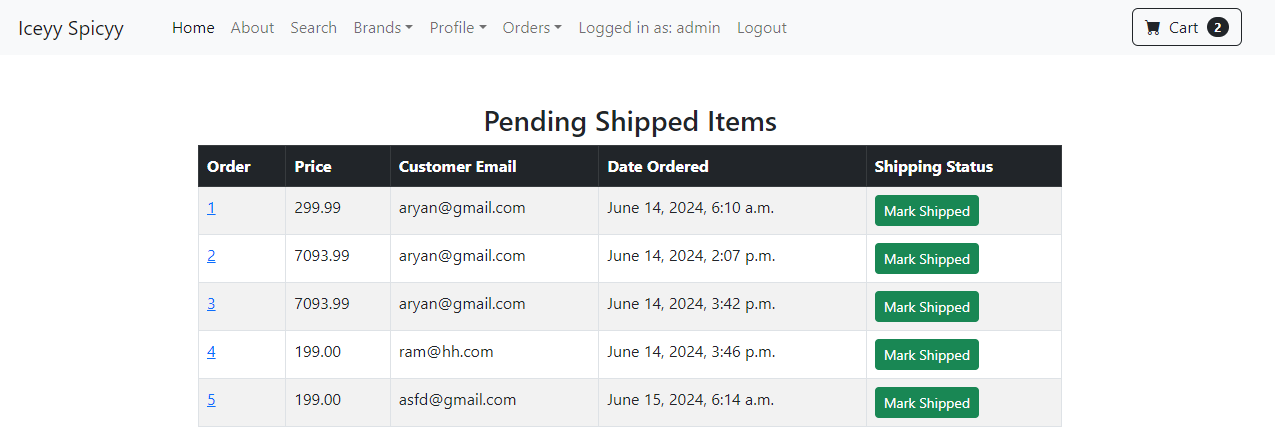 Iceyy Spicyy Home About Search Brands Profile Orders Logged in as: admin Logout Cart 2
Pending Shipped Items
Order Price Customer Email Date Ordered Shipping Status
1 299.99 aryan@gmail.com June 14, 2024, 6:10 a.m. Mark Shipped
2 7093.99 aryan@gmail.com June 14, 2024, 2:07 p.m. Mark Shipped
3 7093.99 aryan@gmail.com June 14, 2024, 3:42 p.m. Mark Shipped
4 199.00 ram@hh.com June 14, 2024, 3:46 p.m. Mark Shipped
5 199.00 asfd@gmail.com June 15, 2024, 6:14 a.m. Mark Shipped